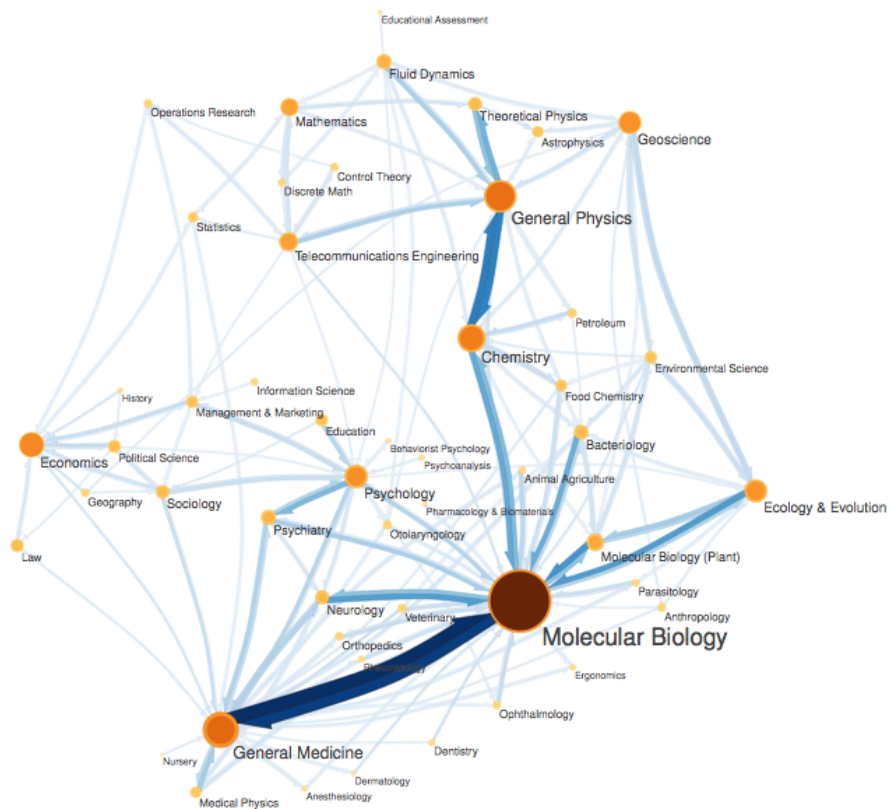 Educational Assessment
Fluid Dynamics
Operations Research
Mathematics
Theoretical Physics
Astrophysics
Geoscience
Control Theory
Discrete Math
General Physics
Statistics
Telecommunications Engineering
Petroleum
Chemistry
Environmental Science
Information Science
History
Food Chemistry
Management & Marketing
Education
Bacteriology
Behaviorist Psychology
Political Science
Economics
Psychoanalysis
Animal Agriculture
Psychology
Geography
Sociology
Ecology & Evolution
Pharmacology & Biomaterials
Psychiatry
Otolaryngology
Law
Molecular Biology (Plant)
Parasitology
Neurology
Veterinary
Anthropology
Molecular Biology
Orthopedics
Rheumatology
Ergonomics
Ophthalmology
General Medicine
Dentistry
Nursery
Dermatology
Medical Physics
Anesthesiology